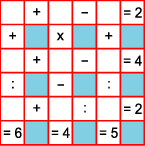 + − = 2
+ x +
+ − = 4
: − :
+ : = 2
= 6 = 4 = 5